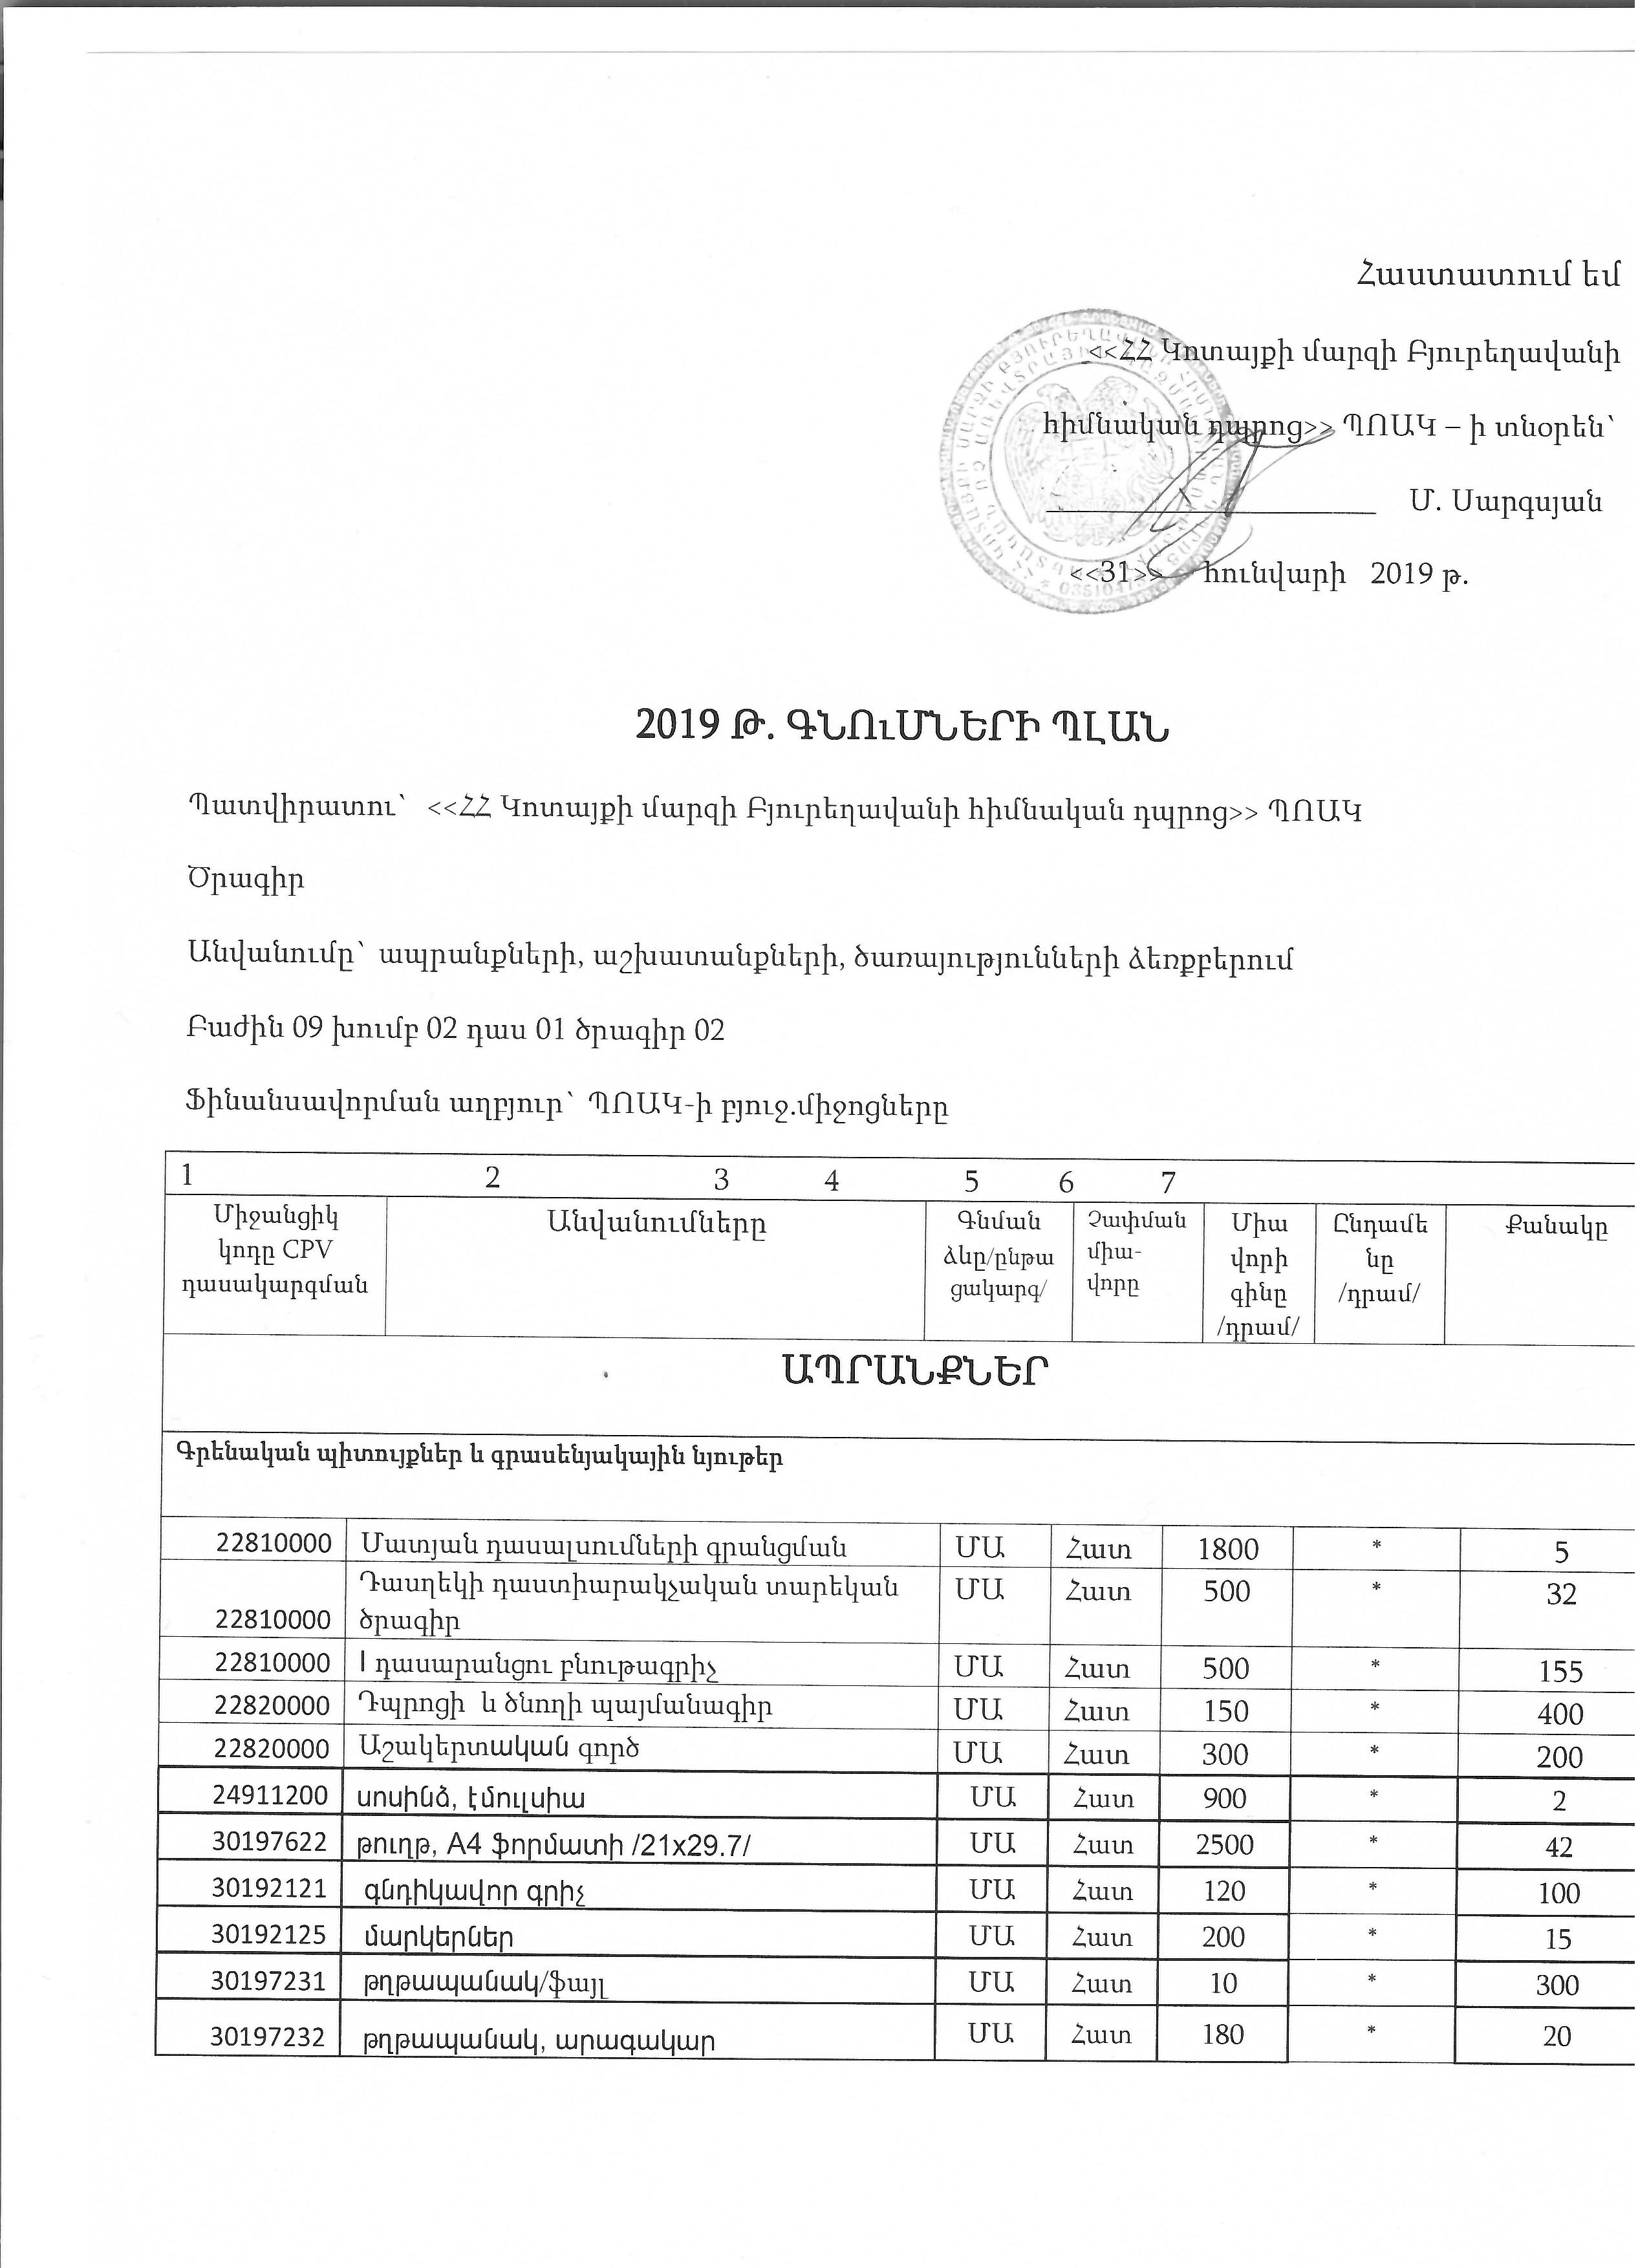 Հաստատում եմ
<<ՀՀ Կոտայքի մարզի Բյուրեղավանի
հիմնական դպրոց>> ՊՈԱԿ – ի տնօրեն՝
Մ. Սարգսյան
<<31>> հունվարի 2019 թ.
2019 Թ. ԳՆՈւՄՆԵՐԻ ՊԼԱՆ
Պատվիրատու՝ <<ՀՀ Կոտայքի մարզի Բյուրեղավանի հիմնական դպրոց>> ՊՈԱԿ
Ծրագիր
Անվանումը՝ ապրանքների, աշխատանքների, ծառայությունների ձեռքբերում
Բաժին 09 խումբ 02 դաս 01 ծրագիր 02
Ֆինանսավորման աղբյուր՝ ՊՈԱԿ-ի բյուջ.միջոցները
1 2 3 4 5 6 7
Միջանցիկ
կոդը CPV
դասակարգման
Անվանումները
Գնման
ձևը/ընթա
ցակարգ/
Չափման
միա-
վորը
Միա
վորի
գինը
/դրամ/
Ընդամե
նը
/դրամ/
Քանակը
ԱՊՐԱՆՔՆԵՐ
Գրենական պիտույքներ և գրասենյակային նյութեր
22810000 Մատյան դասալսումների գրանցման ՄԱ Հատ 1800 * 5
22810000 Դասղեկի դաստիարակչական տարեկան
ծրագիր ՄԱ Հատ 500 * 32
22810000 I դասարանցու բնութագրիչ ՄԱ Հատ 500 * 155
22820000 Դպրոցի և ծնողի պայմանագիր ՄԱ Հատ 150 * 400
22820000 Աշակերտական գործ ՄԱ Հատ 300 * 200
24911200 սոսինձ, էմուլսիա ՄԱ Հատ 900 * 2
30197622 թուղթ, A4 ֆորմատի /21x29.7/ ՄԱ Հատ 2500 * 42
30192121 գնդիկավոր գրիչ ՄԱ Հատ 120 * 100
30192125 մարկերներ ՄԱ Հատ 200 * 15
30197231 թղթապանակ/ֆայլ ՄԱ Հատ 10 * 300
30197232 թղթապանակ, արագակար ՄԱ Հատ 180 * 20